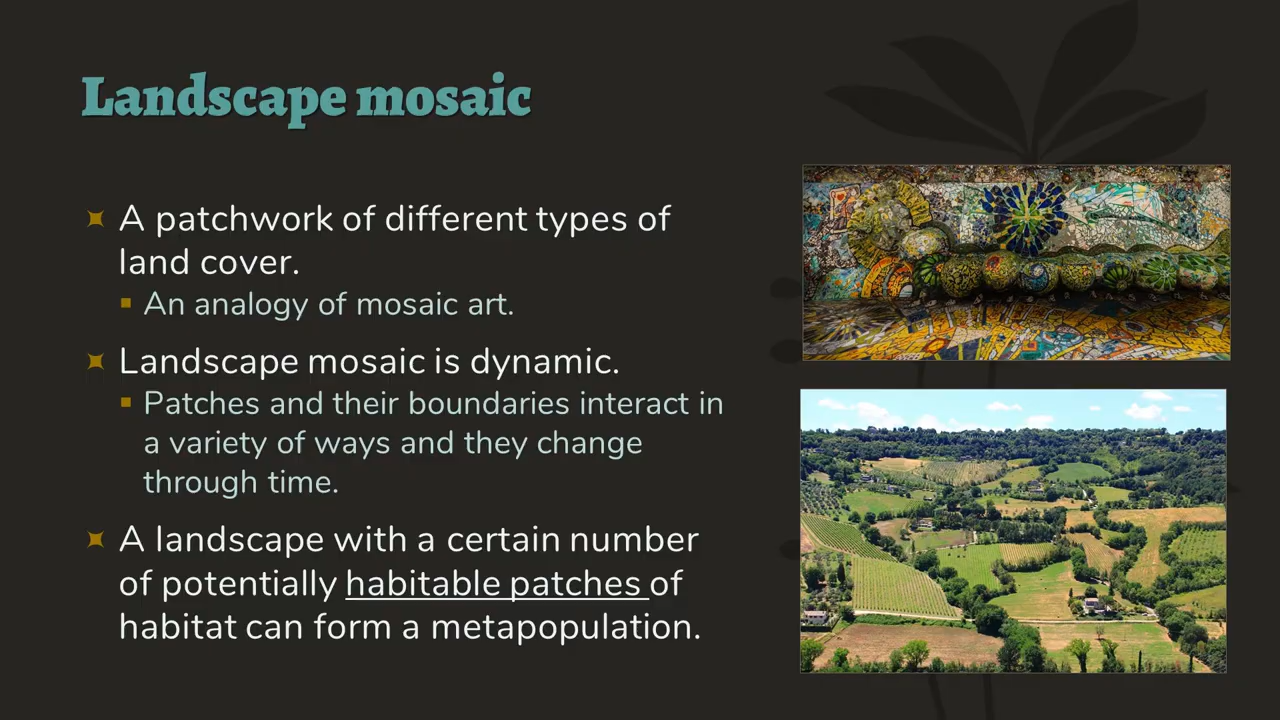 Landscape mosaic
A patchwork of different types of
land cover.
An analogy of mosaic art.
Landscape mosaic is dynamic.
Patches and their boundaries interact in
a variety of ways and they change
through time.
A landscape with a certain number
of potentially habitable patches of
habitat can form a metapopulation.